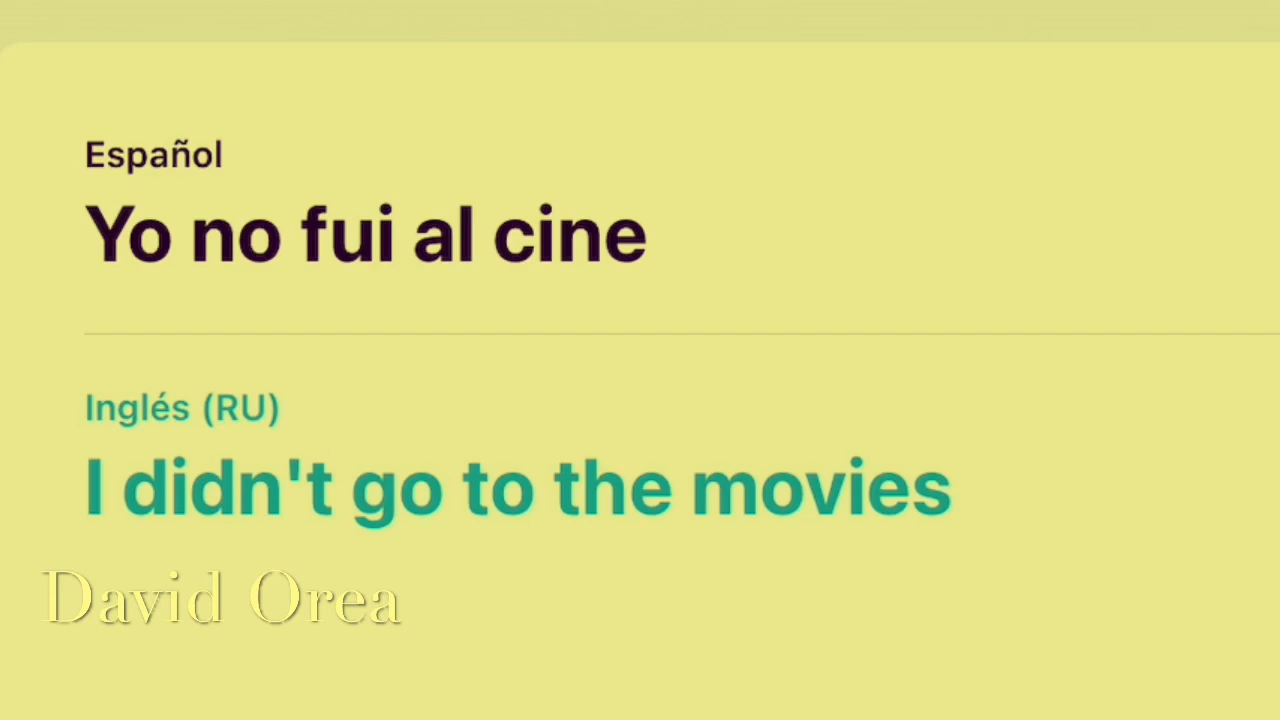 Español
Yo no fui al cine
Inglés (RU)
I didn't go to the movies
David Orea